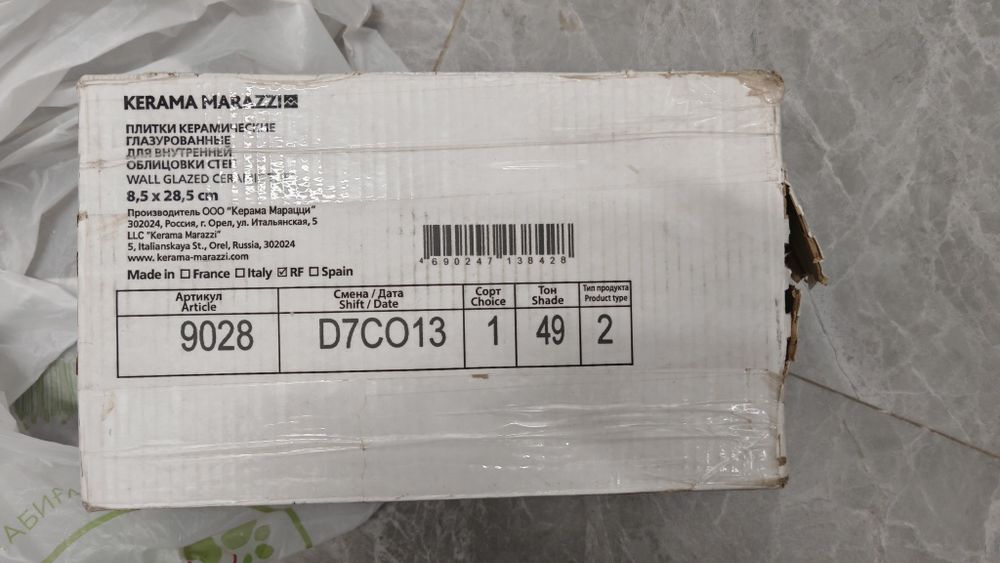 KERAMA MARAZZI
ПЛИТКИ КЕРАМИЧЕСКИЕ
ГЛАЗУРОВАННЫЕ
ДЛЯ ВНУТРЕННЕЙ
ОБЛИЦОВКИ СТЕН
WALL GLAZED
8,5 x 28,5 cm
Производитель ООО "Керама Марацци"
302024, Россия, г. Орел, ул. Итальянская, 5
LLC "Kerama Marazzi"
5, Italianskaya St., Orel, Russia, 302024
www. kerama-marazzi.com
4 690247 138428
Made in ☐ France ☐ Italy ☑ RF ☐ Spain
Артикул Смена / Дата Сорт Тон Тип продукта
Article Shift / Date Choice Shade Product type
9028 D7CO13 1 49 2